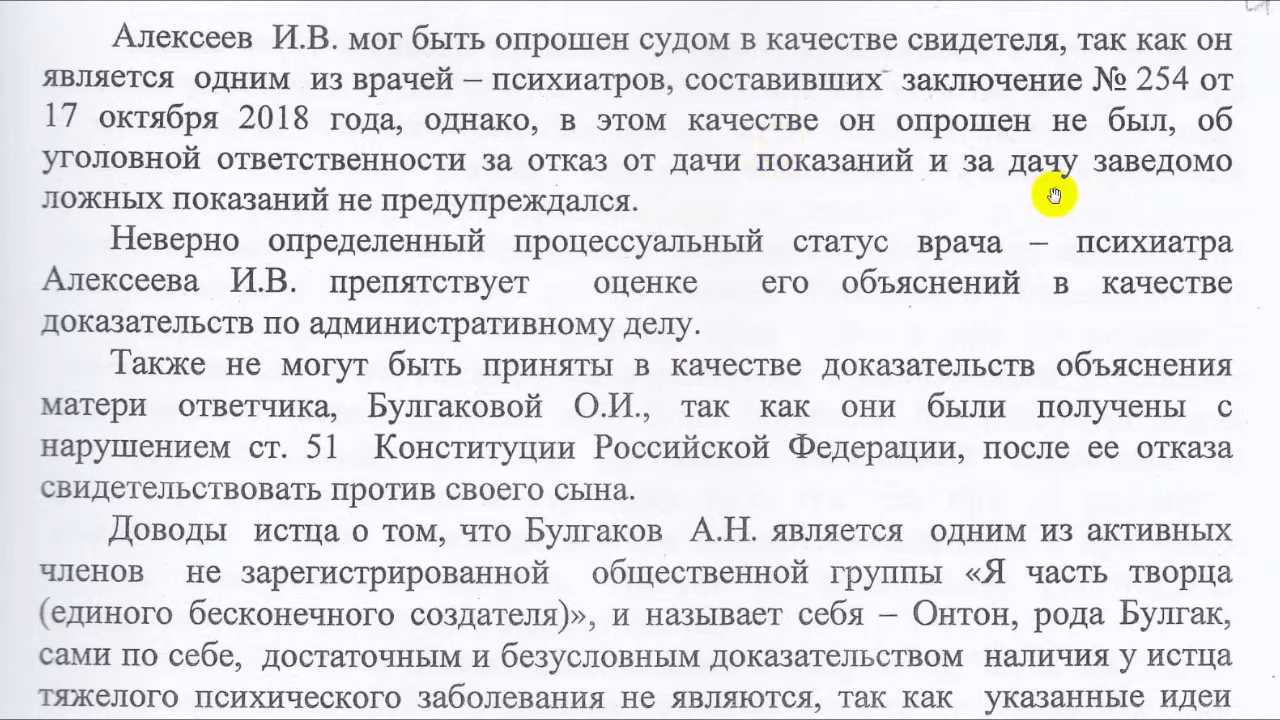 Алексеев И.В. мог быть опрошен судом в качестве свидетеля, так как он
является одним из врачей – психиатров, составивших заключение № 254 от
17 октября 2018 года, однако, в этом качестве он опрошен не был, об
уголовной ответственности за отказ от дачи показаний и за дачу заведомо
ложных показаний не предупреждался.
Неверно определенный процессуальный статус врача – психиатра
Алексеева И.В. препятствует оценке его объяснений в качестве
доказательств по административному делу.
Также не могут быть приняты в качестве доказательств объяснения
матери ответчика, Булгаковой О.И., так как они были получены с
нарушением ст. 51 Конституции Российской Федерации, после ее отказа
свидетельствовать против своего сына.
Доводы истца о том, что Булгаков А.Н. является одним из активных
членов не зарегистрированной общественной группы «Я часть творца
(единого бесконечного создателя)», и называет себя – Онтон, рода Булгак,
сами по себе, достаточным и безусловным доказательством наличия у истца
тяжелого психического заболевания не являются, так как указанные идеи